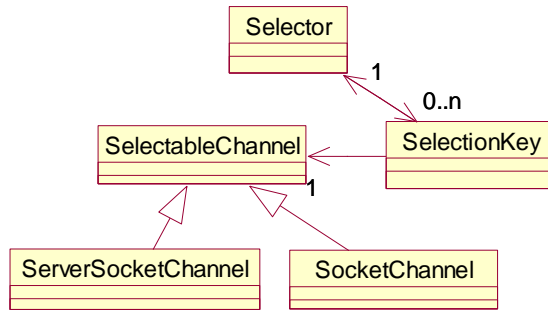 Selector
1
0..n
SelectableChannel
SelectionKey
1
ServerSocketChannel
SocketChannel